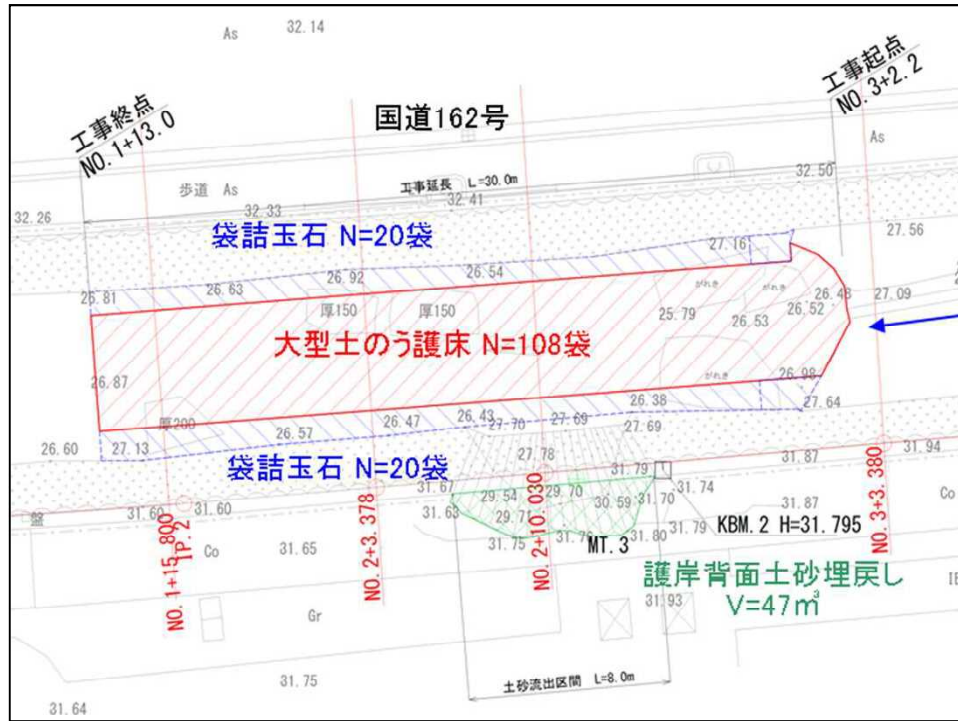 As
32.14
工事起点
NO.3+2.2
工事終点
NO.1+13.0
国道162号
As
歩道 As
工事延長 L=30.0m
32.50
32.26
32.33
32.41
27.56
袋詰玉石 N=20袋
27.16
26.81
26.63
26.92
26.54
がれき
がれき
26.48
27.09
厚150
厚150
25.79
26.53
26.52
大型土のう護床 N=108袋
26.87
がれき
26.98
厚200
26.47
26.43
27.70
27.69
26.38
27.64
26.60
27.13
26.57
27.69
袋詰玉石 N=20袋
27.78
31.79
31.87
31.94
31.67
29.54
29.70
31.74
31.60
31.60
31.63
30.59
31.70
31.87
Co
盤
29.71
31.79
KBM.2 H=31.795
Co
31.65
31.75
31.80
MT.3
NO.1+15.800
IP.2
NO.2+3.378
NO.2+10.030
NO.3+3.380
護岸背面土砂埋戻し
V=47㎥
31.93
Gr
31.75
土砂流出区間 L=8.0m
31.64